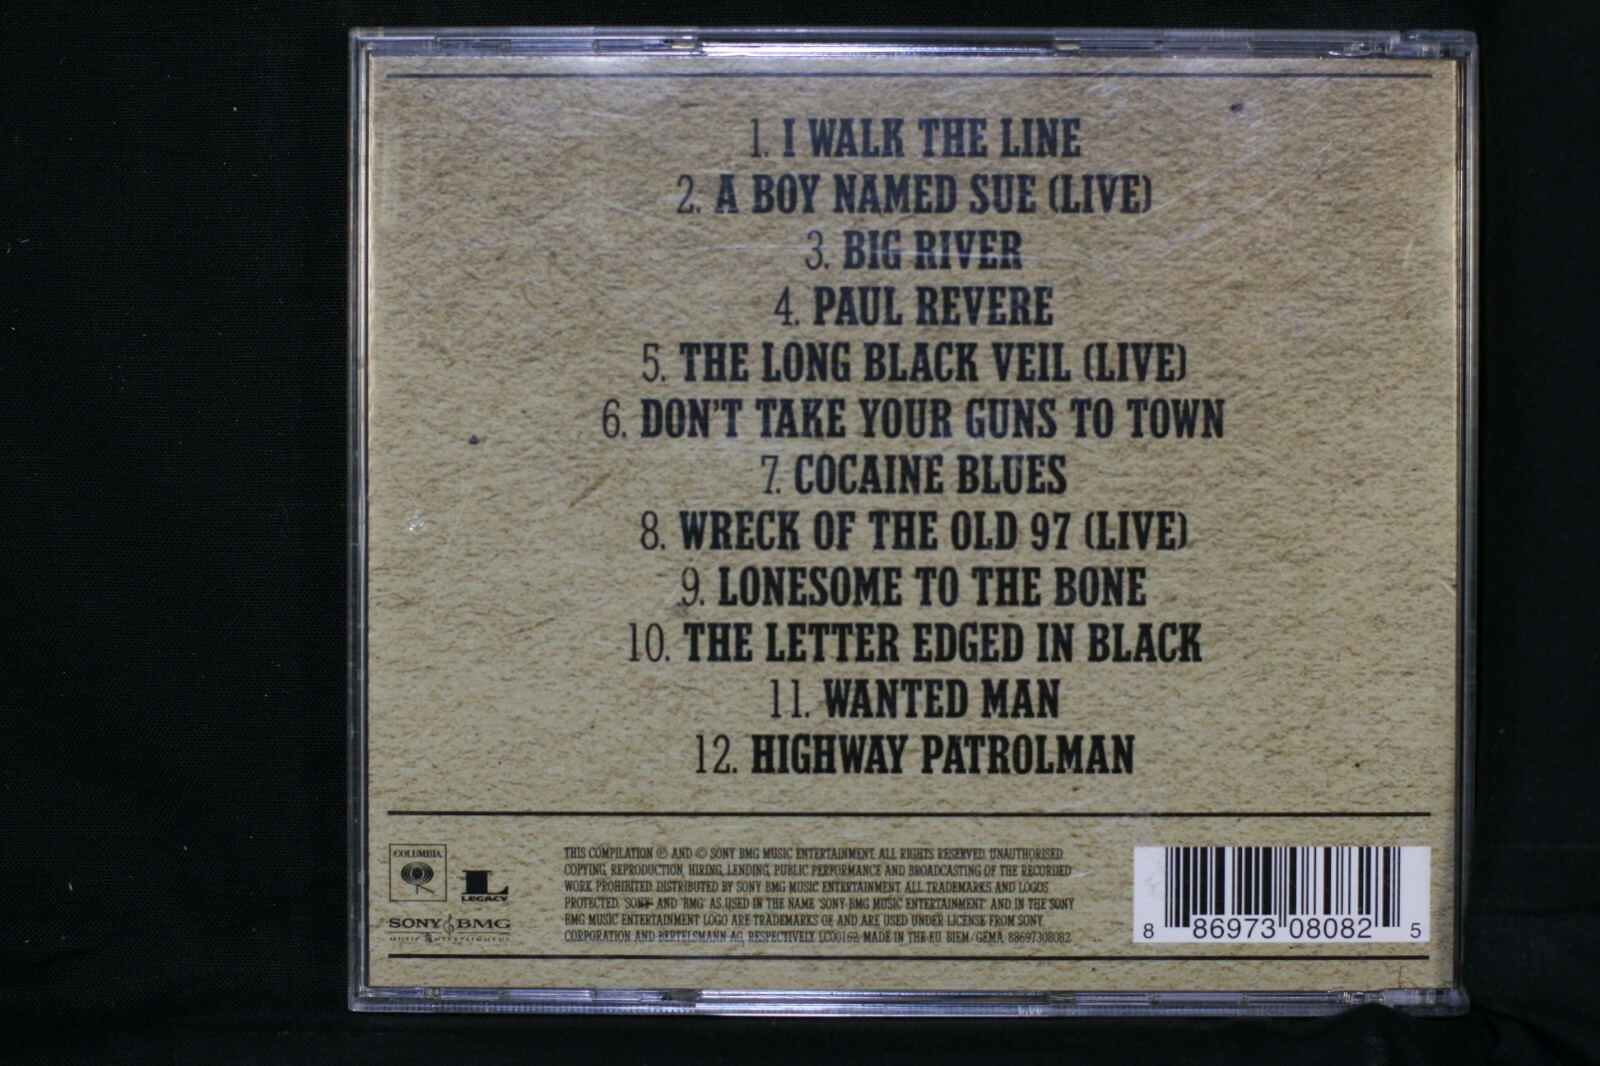 1. I WALK THE LINE
2. A BOY NAMED SUE (LIVE)
3. BIG RIVER
4. PAUL REVERE
5. THE LONG BLACK VEIL (LIVE)
6. DON'T TAKE YOUR GUNS TO TOWN
7. COCAINE BLUES
8. WRECK OF THE OLD 97 (LIVE)
9. LONESOME TO THE BONE
10. THE LETTER EDGED IN BLACK
11. WANTED MAN
12. HIGHWAY PATROLMAN
COLUMBIA
L
LEGACY
SONY BMG
MUSIC ENTERTAINMENT
THIS COMPILATION ℗ AND © SONY BMG MUSIC ENTERTAINMENT. ALL RIGHTS RESERVED. UNAUTHORISED
COPYING, REPRODUCTION, HIRING, LENDING, PUBLIC PERFORMANCE AND BROADCASTING OF THE RECORDED
WORK PROHIBITED. DISTRIBUTED BY SONY BMG MUSIC ENTERTAINMENT. ALL TRADEMARKS AND LOGOS
PROTECTED. 'SONY' AND 'BMG' AS USED IN THE NAME 'SONY BMG MUSIC ENTERTAINMENT' AND IN THE SONY
BMG MUSIC ENTERTAINMENT LOGO ARE TRADEMARKS OF AND ARE USED UNDER LICENSE FROM SONY
CORPORATION AND BERTELSMANN AG, RESPECTIVELY. LC00162. MADE IN THE EU. BIEM/GEMA. 88697308082
8 86973 08082 5